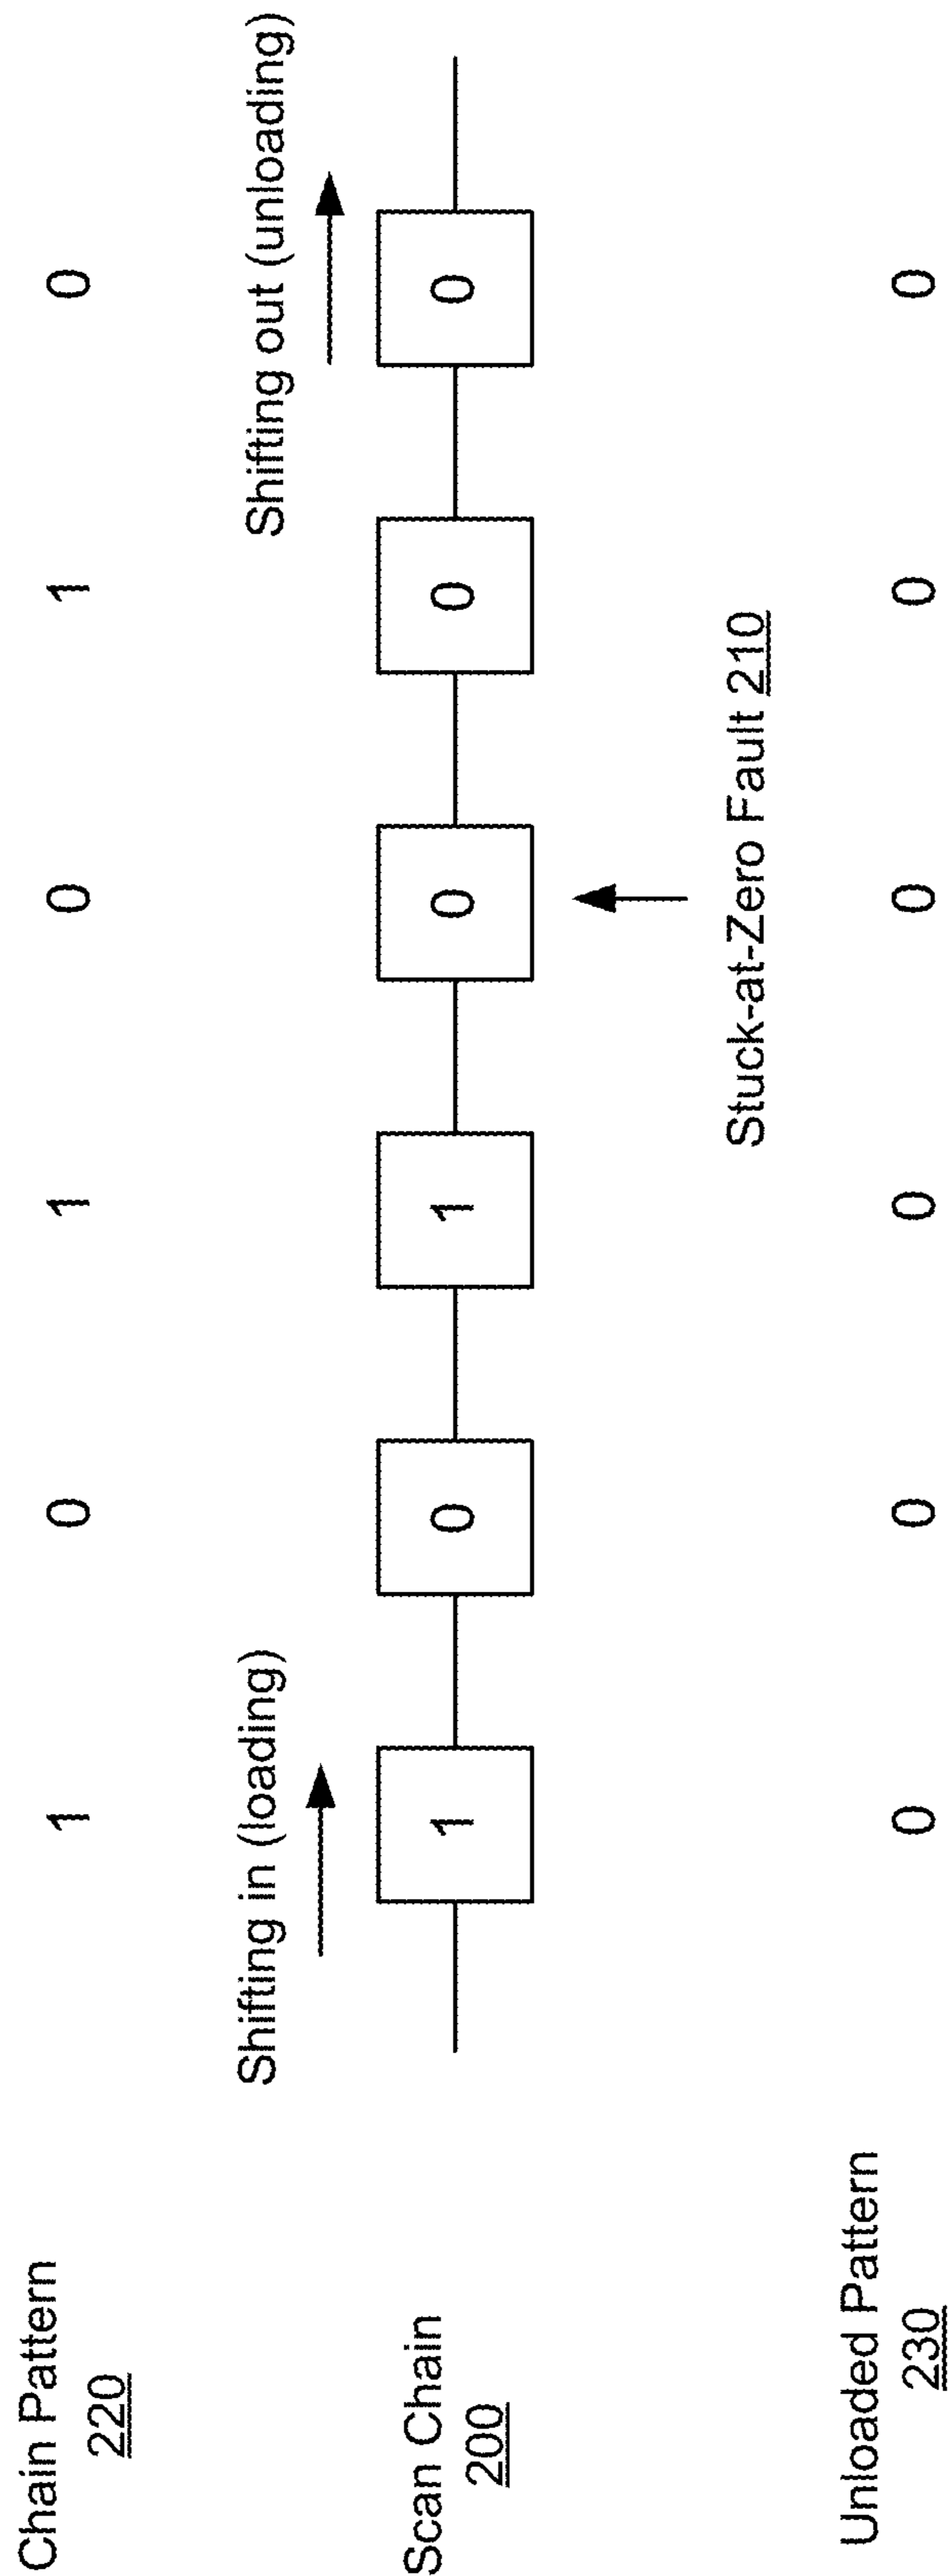 Chain Pattern
220
1 0 1 0 1 0
Shifting in (loading)
Shifting out (unloading)
Scan Chain
200
1 0 1 0 0 0
Stuck-at-Zero Fault 210
Unloaded Pattern
230
0 0 0 0 0 0